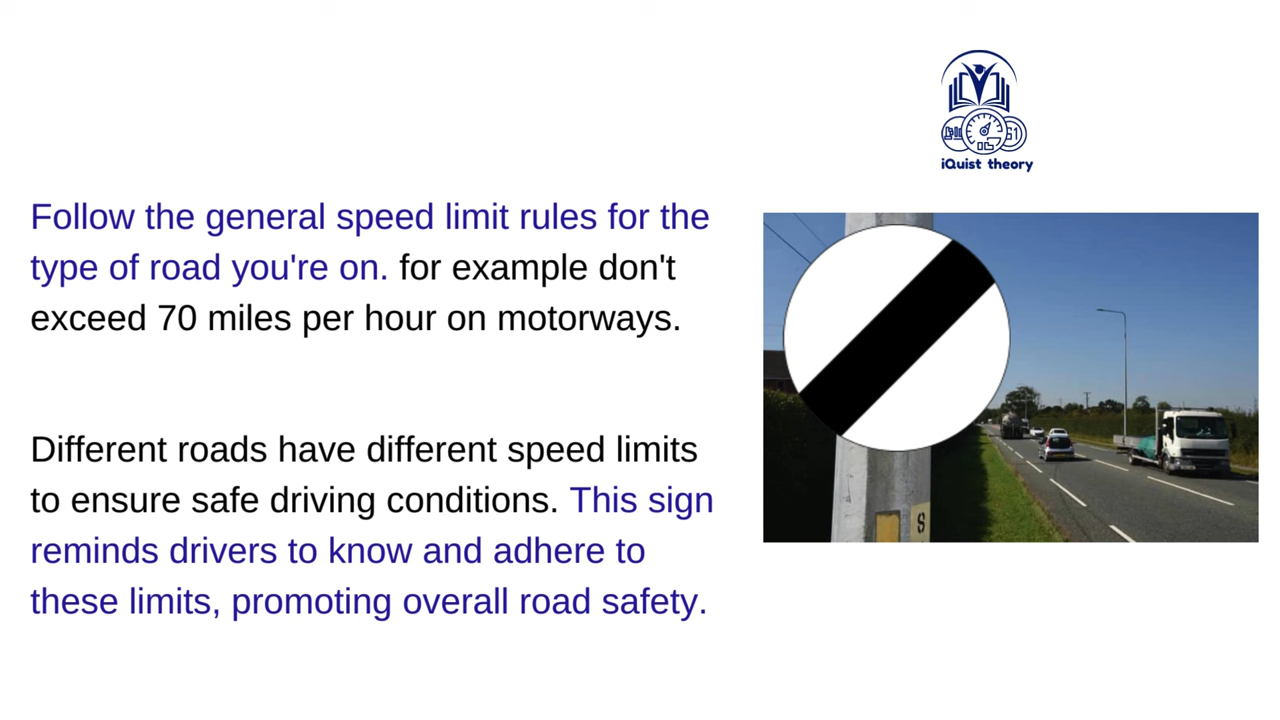 iQuist theory
Follow the general speed limit rules for the
type of road you're on. for example don't
exceed 70 miles per hour on motorways.
Different roads have different speed limits
to ensure safe driving conditions. This sign
reminds drivers to know and adhere to
these limits, promoting overall road safety.
S